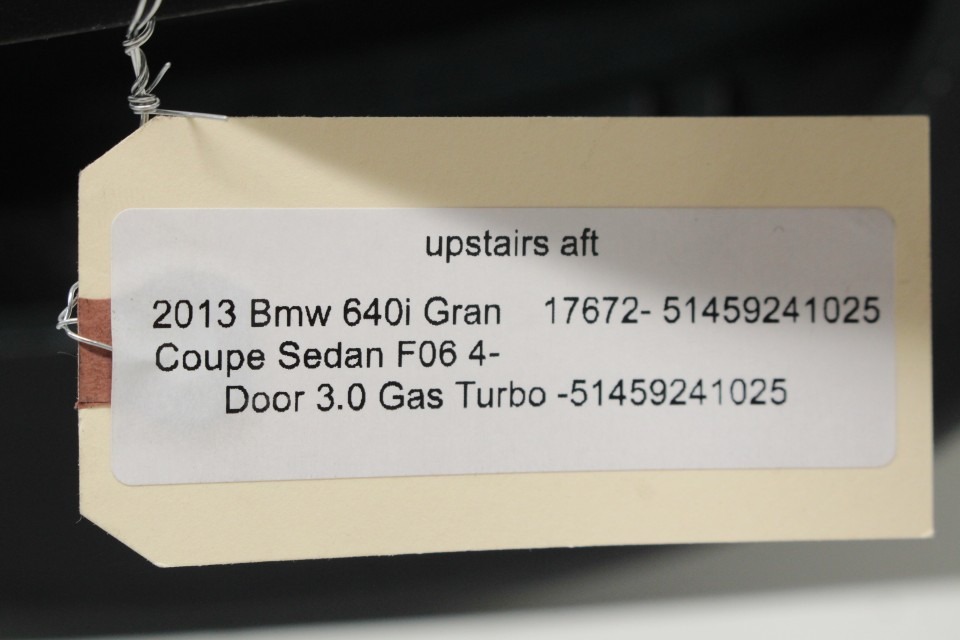 upstairs aft
2013 Bmw 640i Gran 17672- 51459241025
Coupe Sedan F06 4-
Door 3.0 Gas Turbo -51459241025